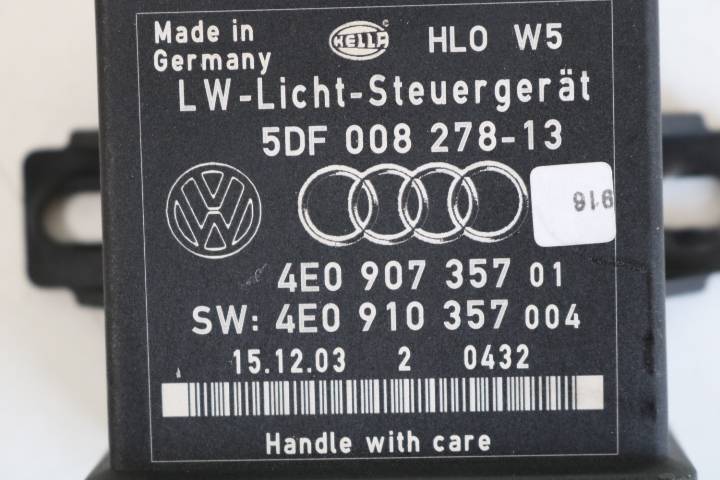 Made in
Germany
HELLA
HLO W5
LW-Licht-Steuergerät
5DF 008 278-13
916
4E0 907 357 01
SW: 4E0 910 357 004
15.12.03 2 0432
Handle with care